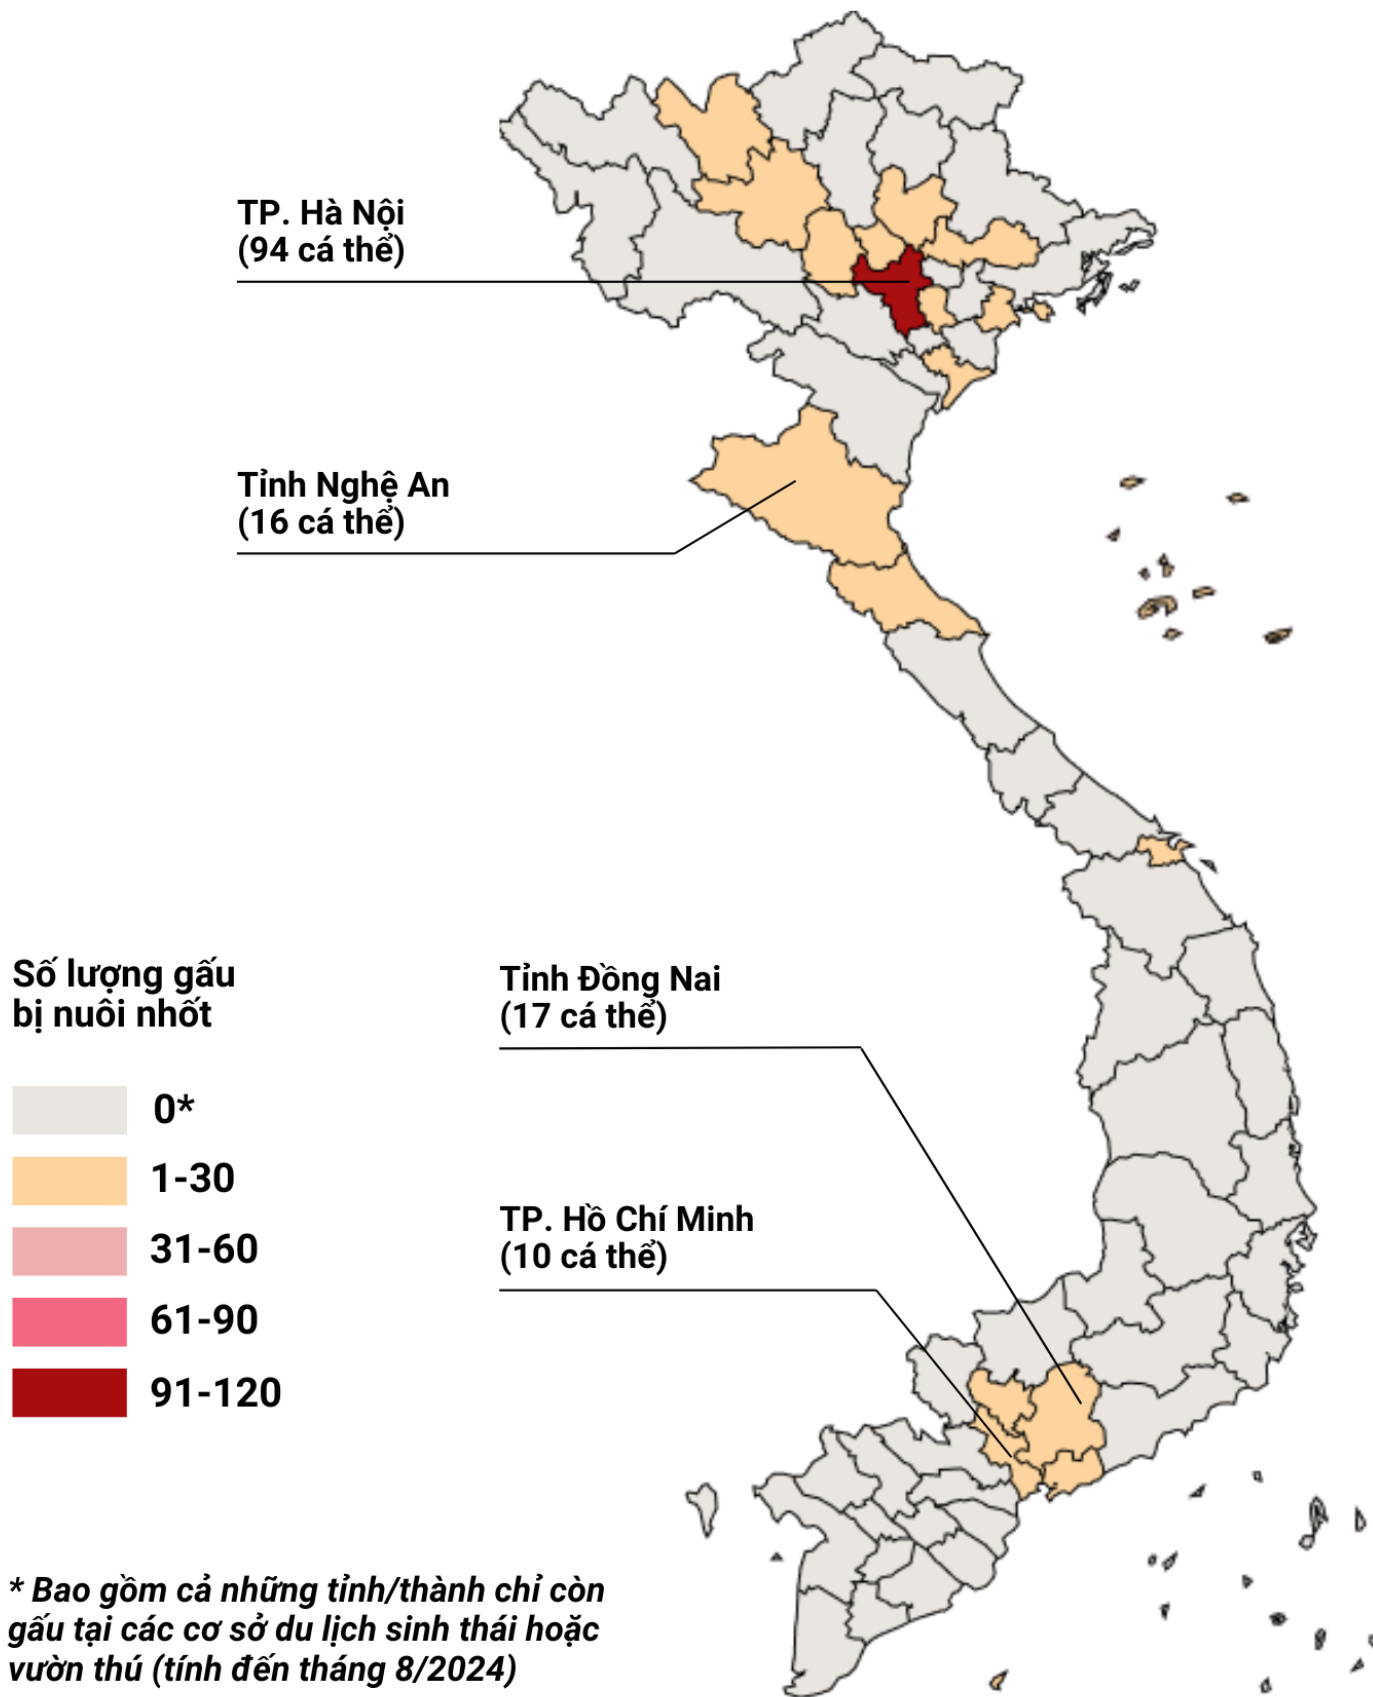 TP. Hà Nội
(94 cá thể)
Tỉnh Nghệ An
(16 cá thể)
Số lượng gấu
bị nuôi nhốt
0*
1-30
31-60
61-90
91-120
Tỉnh Đồng Nai
(17 cá thể)
TP. Hồ Chí Minh
(10 cá thể)
* Bao gồm cả những tỉnh/thành chỉ còn
gấu tại các cơ sở du lịch sinh thái hoặc
vườn thú (tính đến tháng 8/2024)